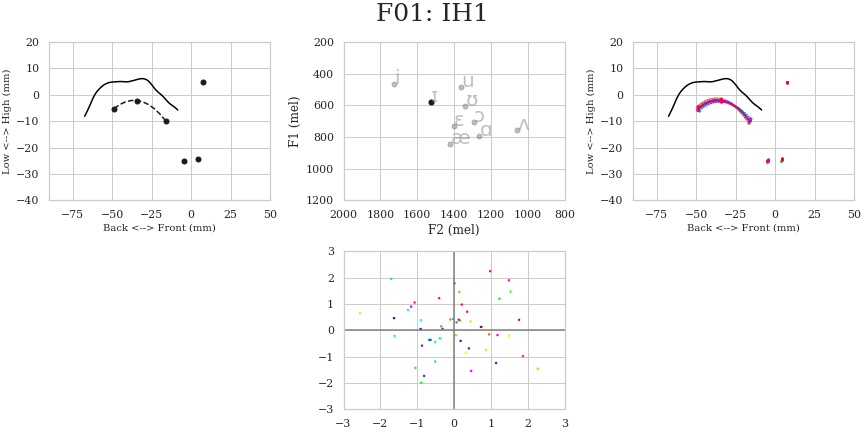 F01: IH1
20
10
0
−10
−20
−30
−40
Low <--> High (mm)
−75 −50 −25 0 25 50
Back <--> Front (mm)
200
400
600
800
1000
1200
F1 (mel)
i
u
ɪ
ʊ
ɛ
ɔ
ʌ
æ
ɑ
2000 1800 1600 1400 1200 1000 800
F2 (mel)
20
10
0
−10
−20
−30
−40
Low <--> High (mm)
−75 −50 −25 0 25 50
Back <--> Front (mm)
3
2
1
0
−1
−2
−3
−3 −2 −1 0 1 2 3